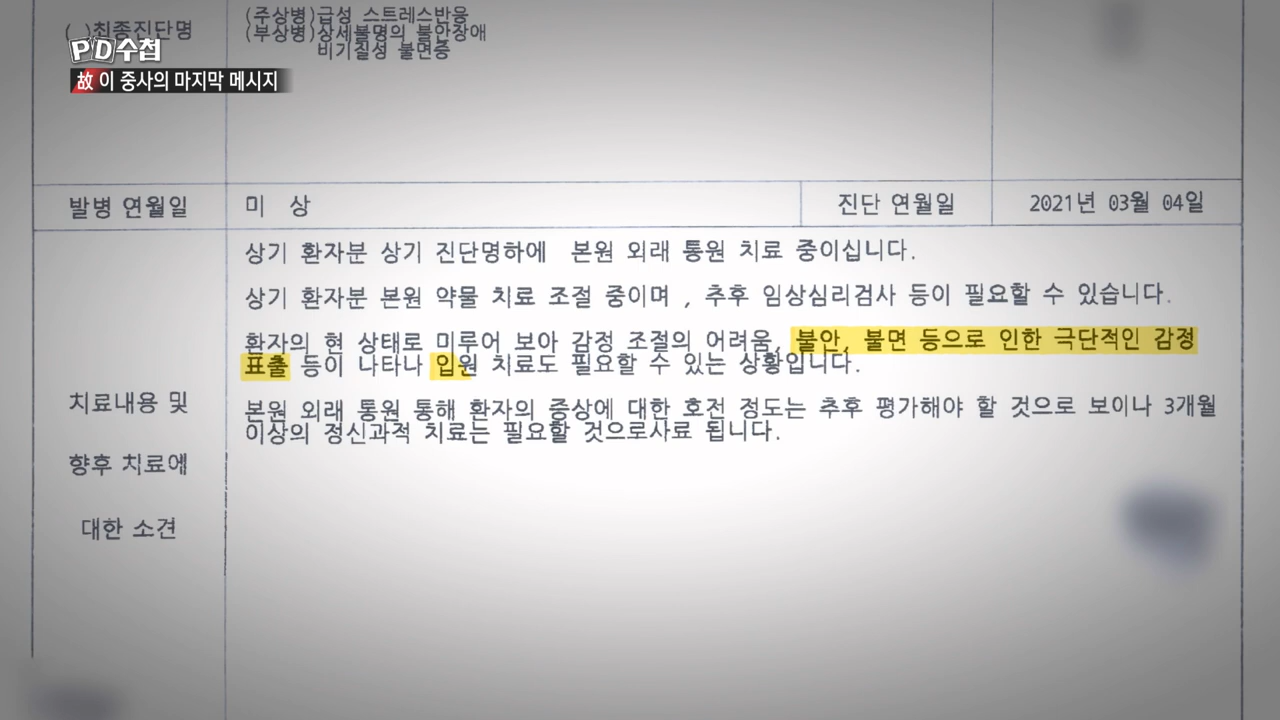 ( )최종진단명
(주상병)급성 스트레스반응
(부상병)상세불명의 불안장애
비기질성 불면증
PD수첩
故 이 중사의 마지막 메시지
발병 연월일
미 상
진단 연월일
2021년 03월 04일
상기 환자분 상기 진단명하에 본원 외래 통원 치료 중이십니다.
상기 환자분 본원 약물 치료 조절 중이며 , 추후 임상심리검사 등이 필요할 수 있습니다.
환자의 현 상태로 미루어 보아 감정 조절의 어려움, 불안, 불면 등으로 인한 극단적인 감정
표출 등이 나타나 입원 치료도 필요할 수 있는 상황입니다.
본원 외래 통원 통해 환자의 증상에 대한 호전 정도는 추후 평가해야 할 것으로 보이나 3개월
이상의 정신과적 치료는 필요할 것으로사료 됩니다.
치료내용 및
향후 치료에
대한 소견